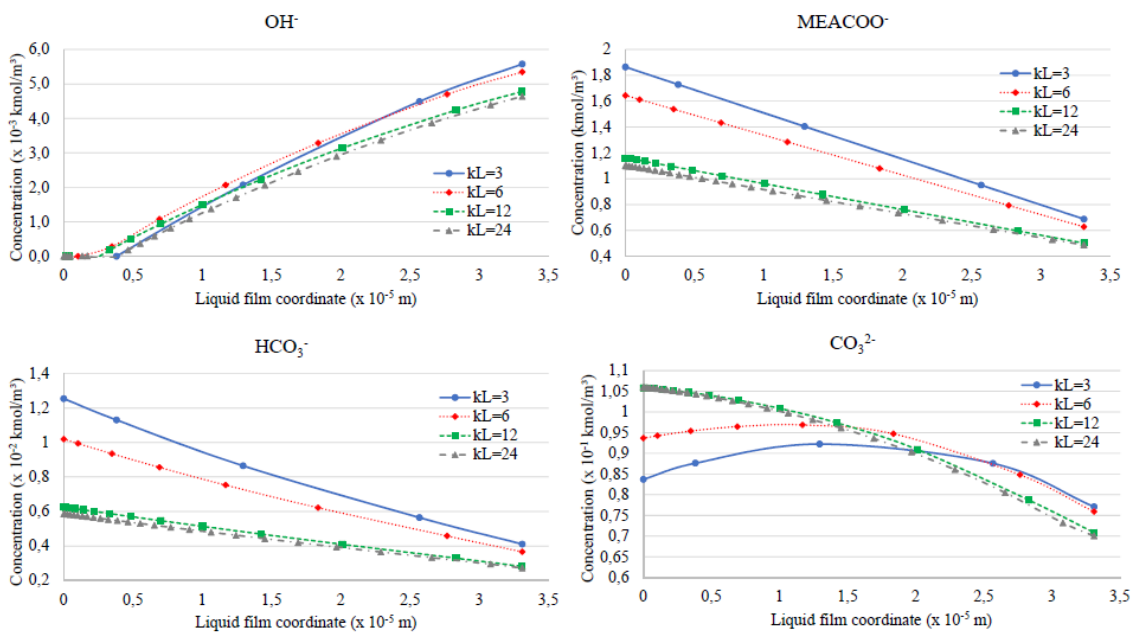 OH⁻
Concentration (x 10⁻³ kmol/m³)
6,0
5,0
4,0
3,0
2,0
1,0
0,0
kL=3
kL=6
kL=12
kL=24
0 0,5 1 1,5 2 2,5 3 3,5
Liquid film coordinate (x 10⁻⁵ m)
MEACOO⁻
Concentration (kmol/m³)
2
1,8
1,6
1,4
1,2
1
0,8
0,6
0,4
kL=3
kL=6
kL=12
kL=24
0 0,5 1 1,5 2 2,5 3 3,5
Liquid film coordinate (x 10⁻⁵ m)
HCO₃⁻
Concentration (x 10⁻² kmol/m³)
1,4
1,2
1
0,8
0,6
0,4
0,2
kL=3
kL=6
kL=12
kL=24
0 0,5 1 1,5 2 2,5 3 3,5
Liquid film coordinate (x 10⁻⁵ m)
CO₃²⁻
Concentration (x 10⁻¹ kmol/m³)
1,1
1,05
1
0,95
0,9
0,85
0,8
0,75
0,7
0,65
0,6
kL=3
kL=6
kL=12
kL=24
0 0,5 1 1,5 2 2,5 3 3,5
Liquid film coordinate (x 10⁻⁵ m)